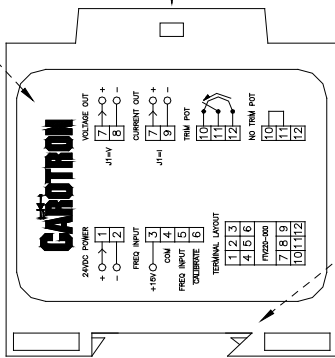 CAROTRON
24VDC POWER
+
1
−
2
VOLTAGE OUT
7
+
8
−
J1=V
FREQ INPUT
+15V
3
COM
4
FREQ INPUT
5
CALIBRATE
6
CURRENT OUT
7
+
9
−
J1=I
TERMINAL LAYOUT
1 2 3
4 5 6
FTV220-000
7 8 9
10 11 12
TRIM POT
10
11
12
NO TRIM POT
10
11
12